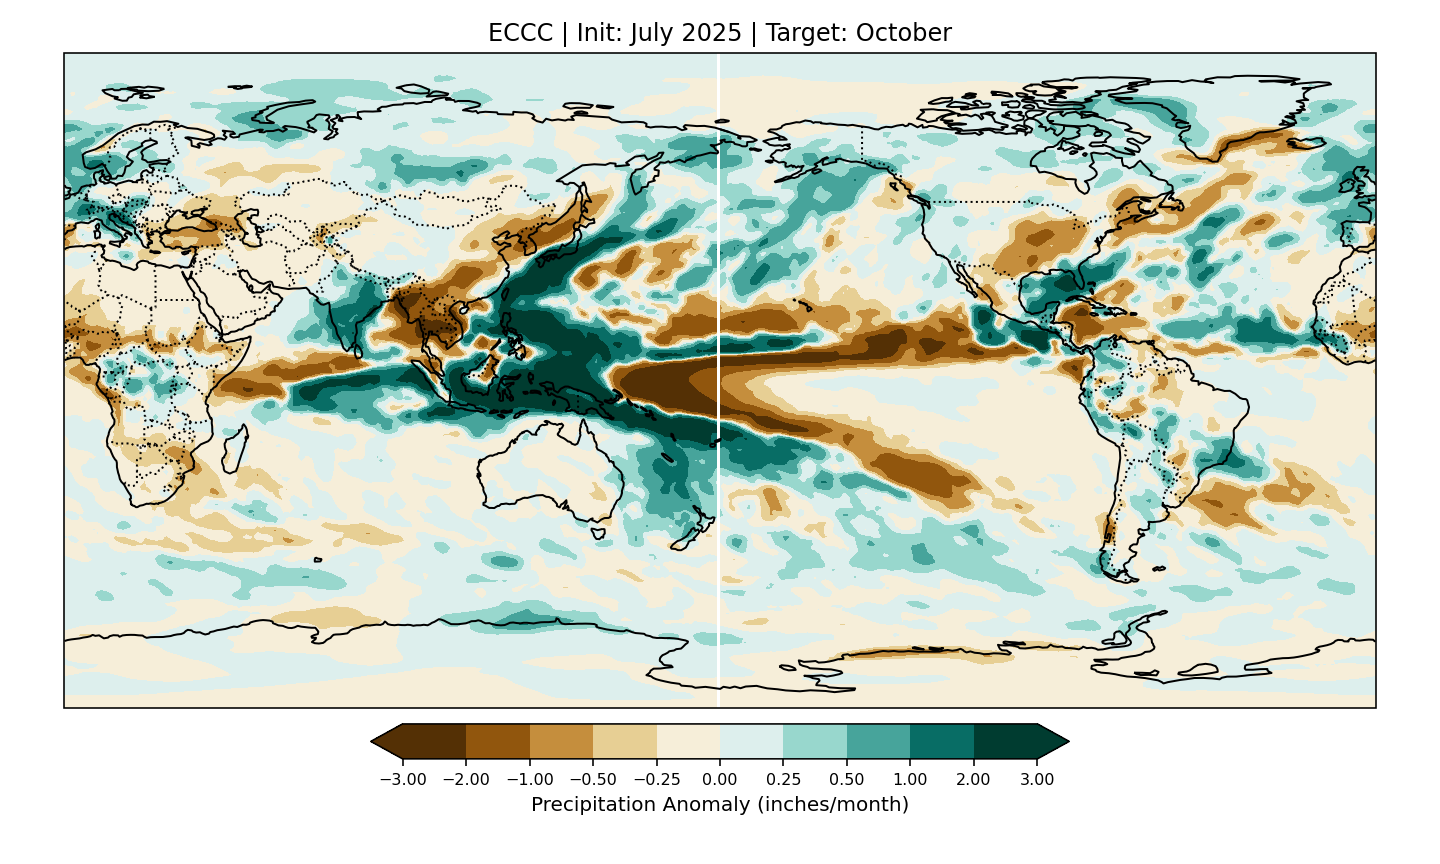 ECCC | Init: July 2025 | Target: October
−3.00 −2.00 −1.00 −0.50 −0.25 0.00 0.25 0.50 1.00 2.00 3.00
Precipitation Anomaly (inches/month)